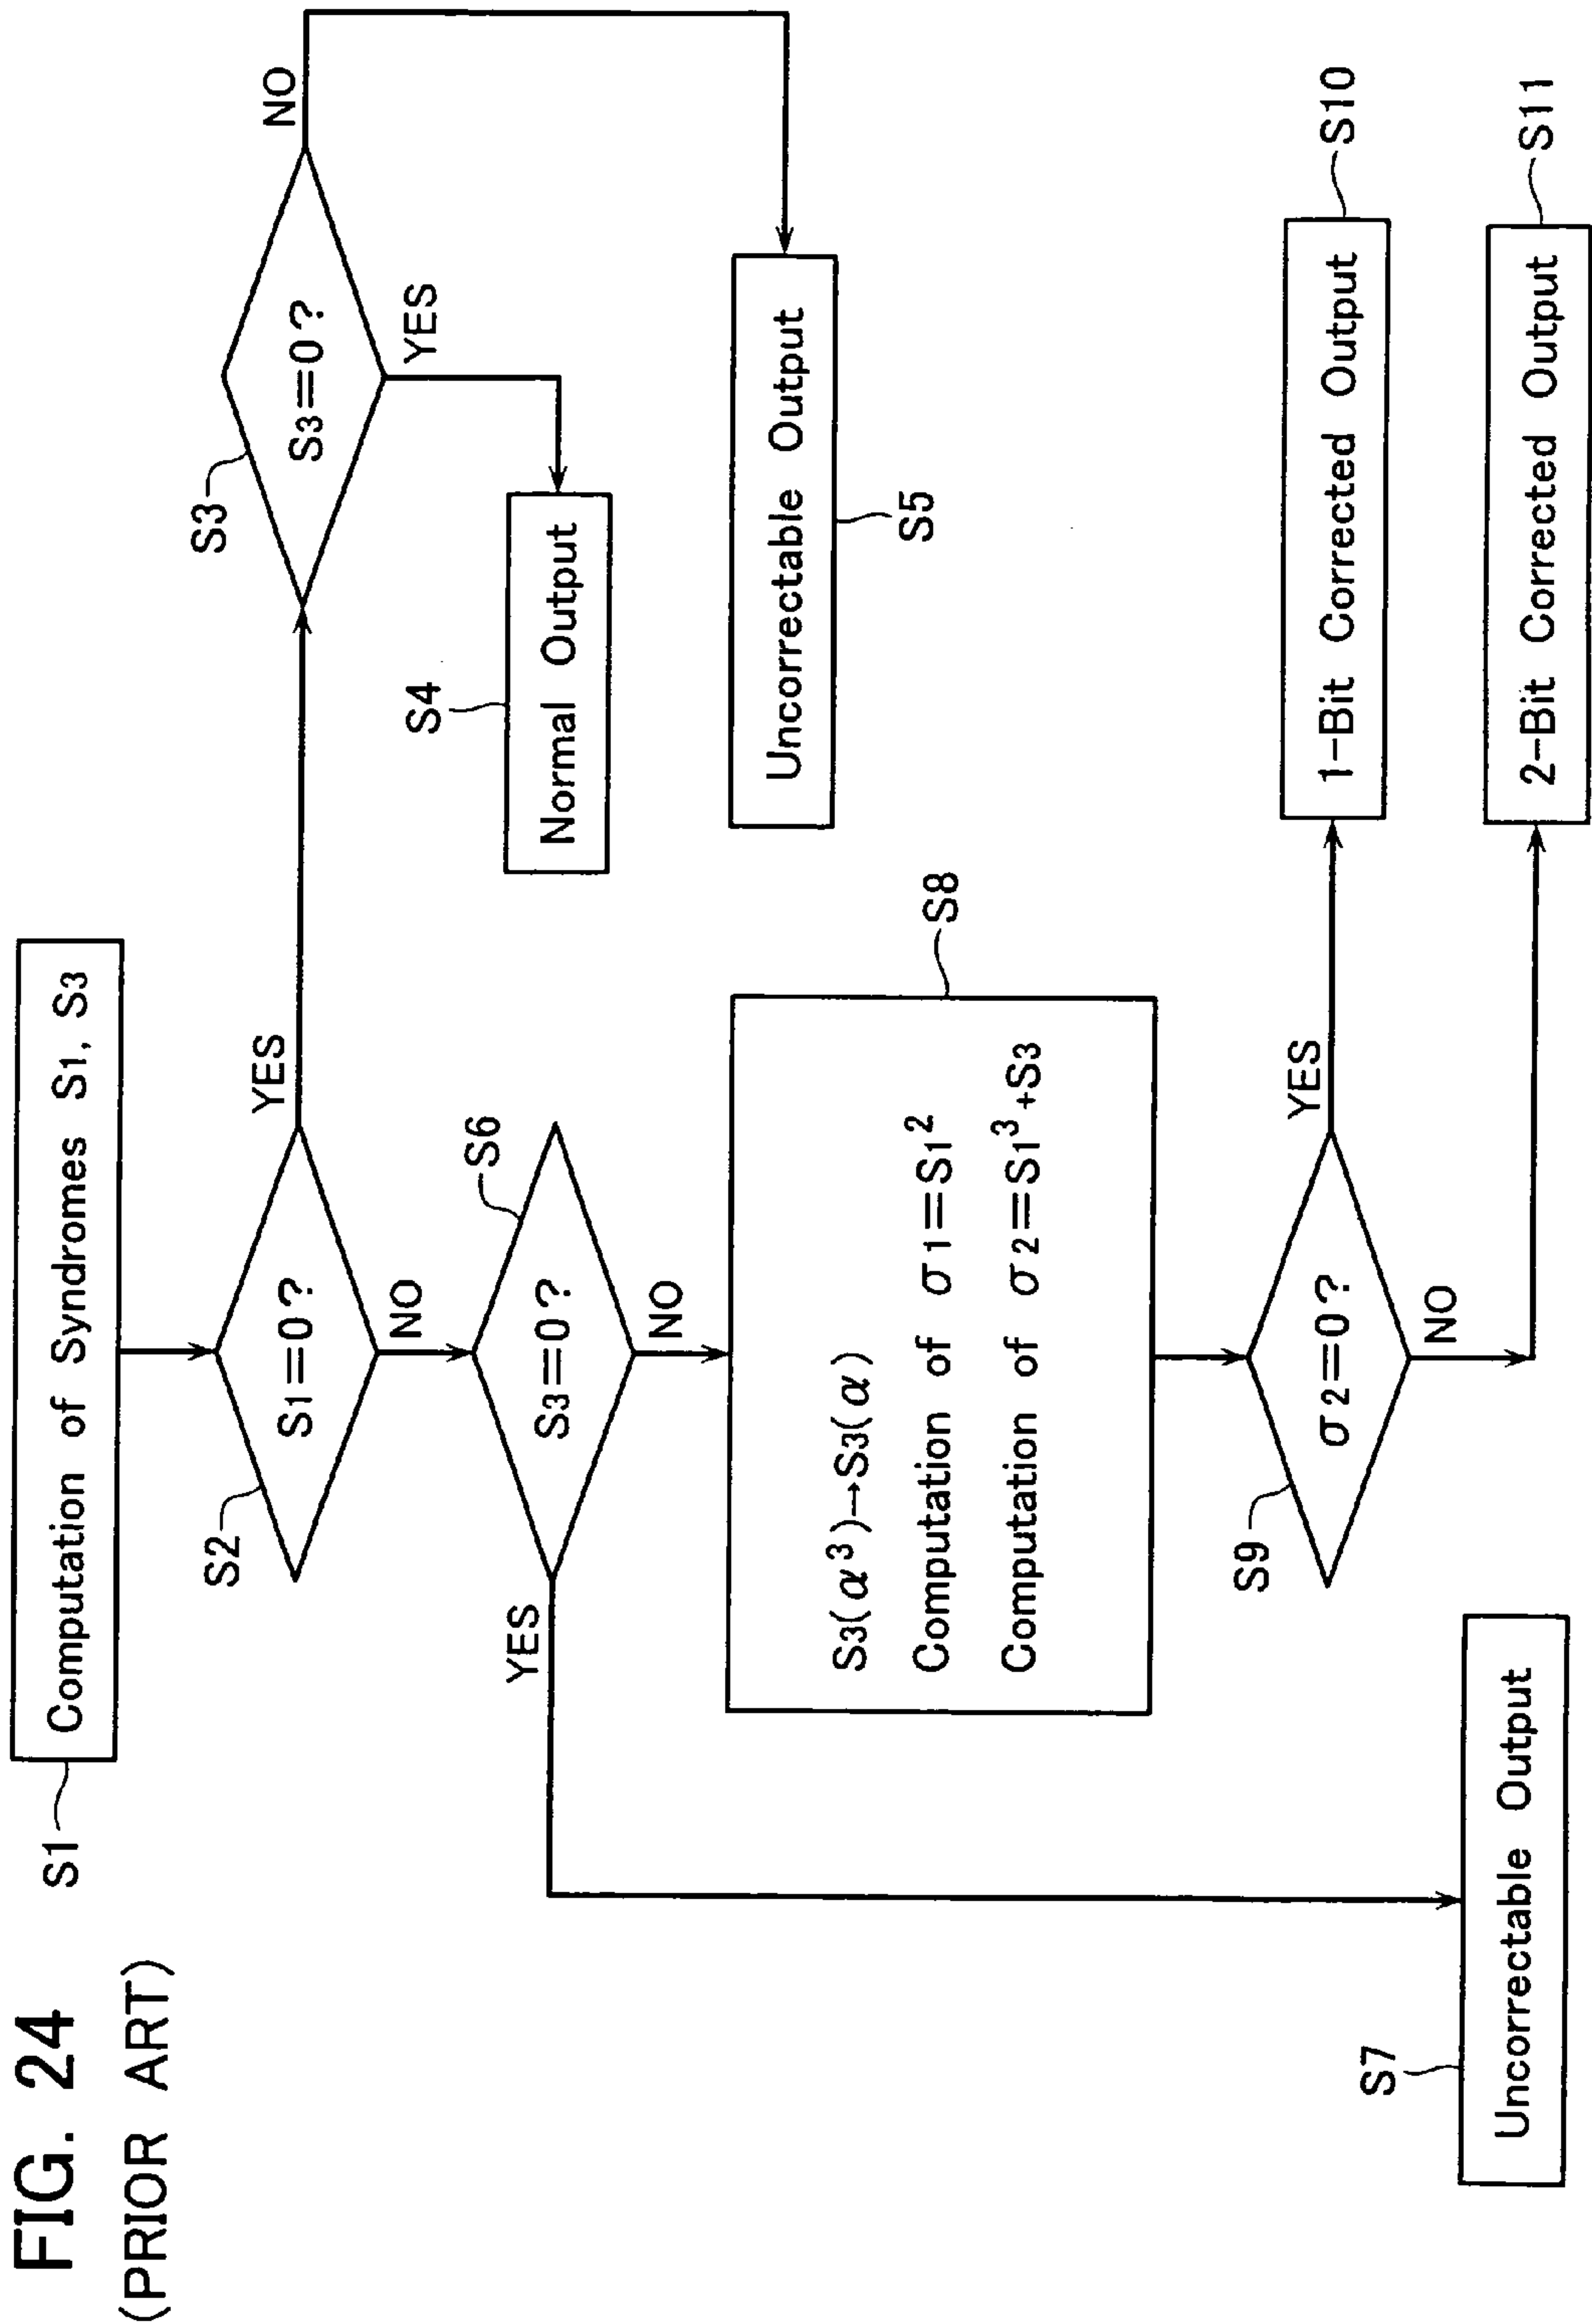 FIG. 24
(PRIOR ART)
S1
Computation of Syndromes S1, S3
S2
S1=0?
YES
NO
S3
S3=0?
NO
YES
S4
Normal Output
Uncorrectable Output
S5
S6
S3=0?
YES
NO
S7
Uncorrectable Output
S8
S3(α³)→S3(α)
Computation of σ1=S1²
Computation of σ2=S1³+S3
S9
σ2=0?
YES
NO
S10
1-Bit Corrected Output
S11
2-Bit Corrected Output